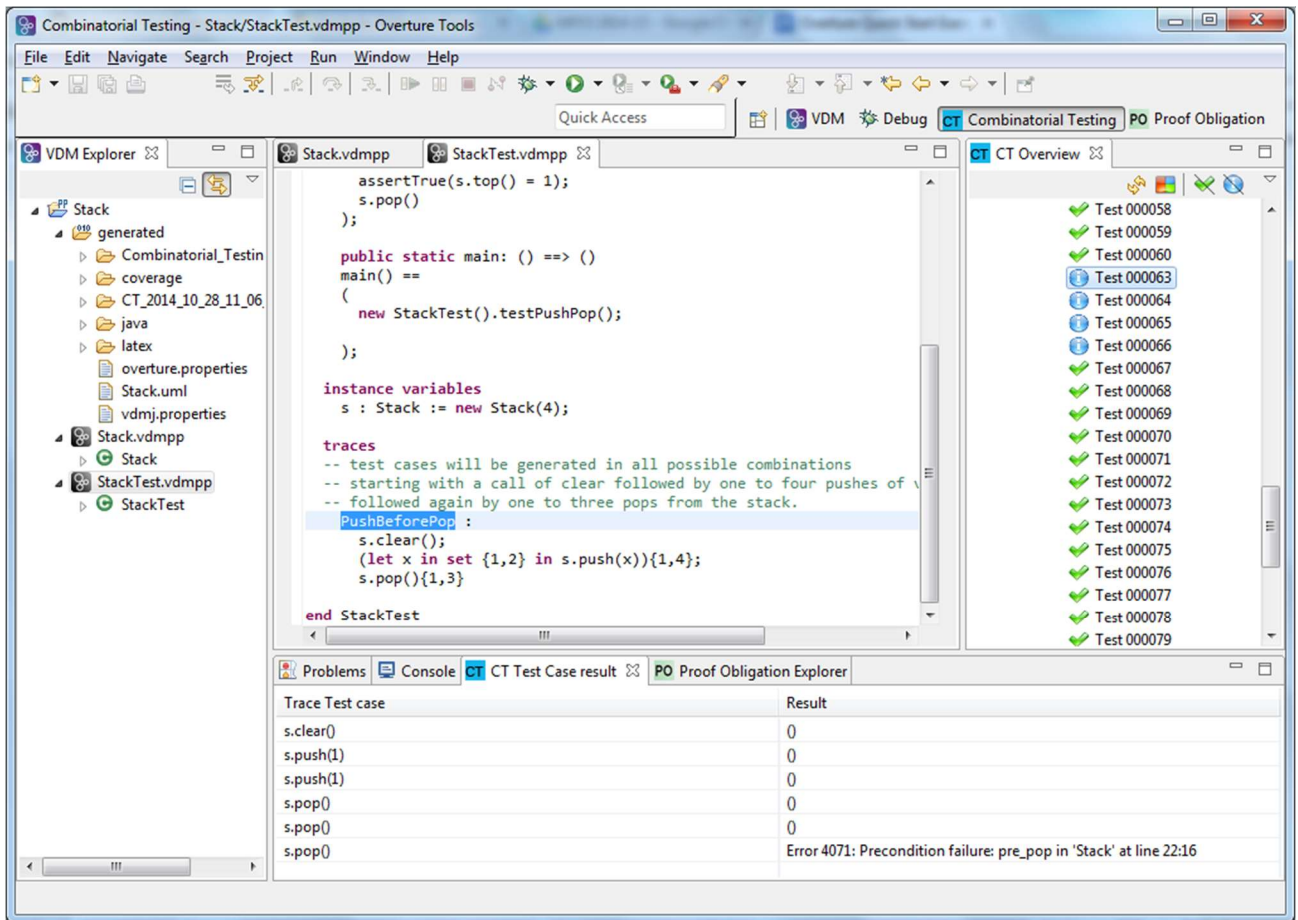 Combinatorial Testing - Stack/StackTest.vdmpp - Overture Tools
File Edit Navigate Search Project Run Window Help
Quick Access
VDM Debug CT Combinatorial Testing PO Proof Obligation
VDM Explorer
Stack
generated
Combinatorial_Testin
coverage
CT_2014_10_28_11_06_
java
latex
overture.properties
Stack.uml
vdmj.properties
Stack.vdmpp
Stack
StackTest.vdmpp
StackTest
Stack.vdmpp StackTest.vdmpp
assertTrue(s.top() = 1);
s.pop()
);
public static main: () ==> ()
main() ==
(
new StackTest().testPushPop();
);
instance variables
s : Stack := new Stack(4);
traces
-- test cases will be generated in all possible combinations
-- starting with a call of clear followed by one to four pushes of
-- followed again by one to three pops from the stack.
PushBeforePop :
s.clear();
(let x in set {1,2} in s.push(x)){1,4};
s.pop(){1,3}
end StackTest
CT CT Overview
Test 000058
Test 000059
Test 000060
Test 000063
Test 000064
Test 000065
Test 000066
Test 000067
Test 000068
Test 000069
Test 000070
Test 000071
Test 000072
Test 000073
Test 000074
Test 000075
Test 000076
Test 000077
Test 000078
Test 000079
Problems Console CT CT Test Case result PO Proof Obligation Explorer
Trace Test case Result
s.clear() ()
s.push(1) ()
s.push(1) ()
s.pop() ()
s.pop() ()
s.pop() Error 4071: Precondition failure: pre_pop in 'Stack' at line 22:16